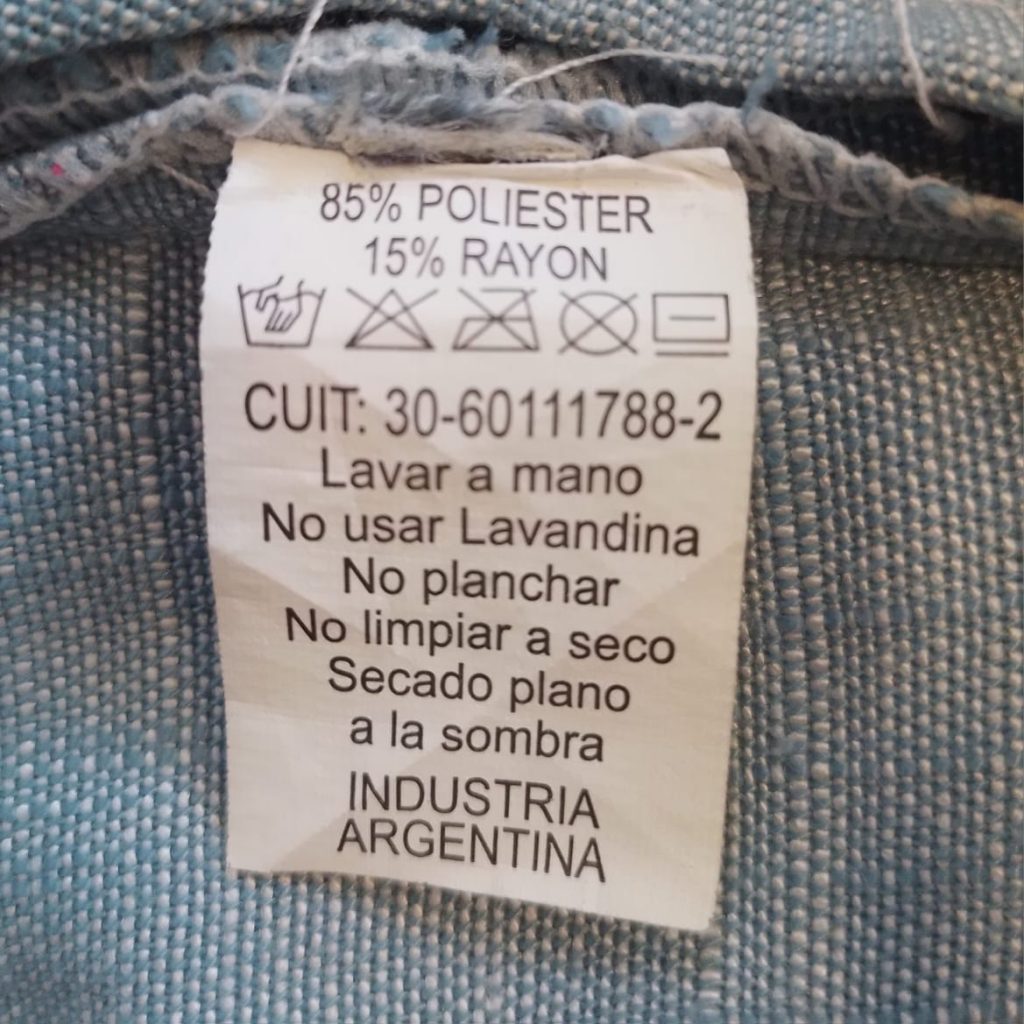 85% POLIESTER
15% RAYON
CUIT: 30-60111788-2
Lavar a mano
No usar Lavandina
No planchar
No limpiar a seco
Secado plano
a la sombra
INDUSTRIA
ARGENTINA